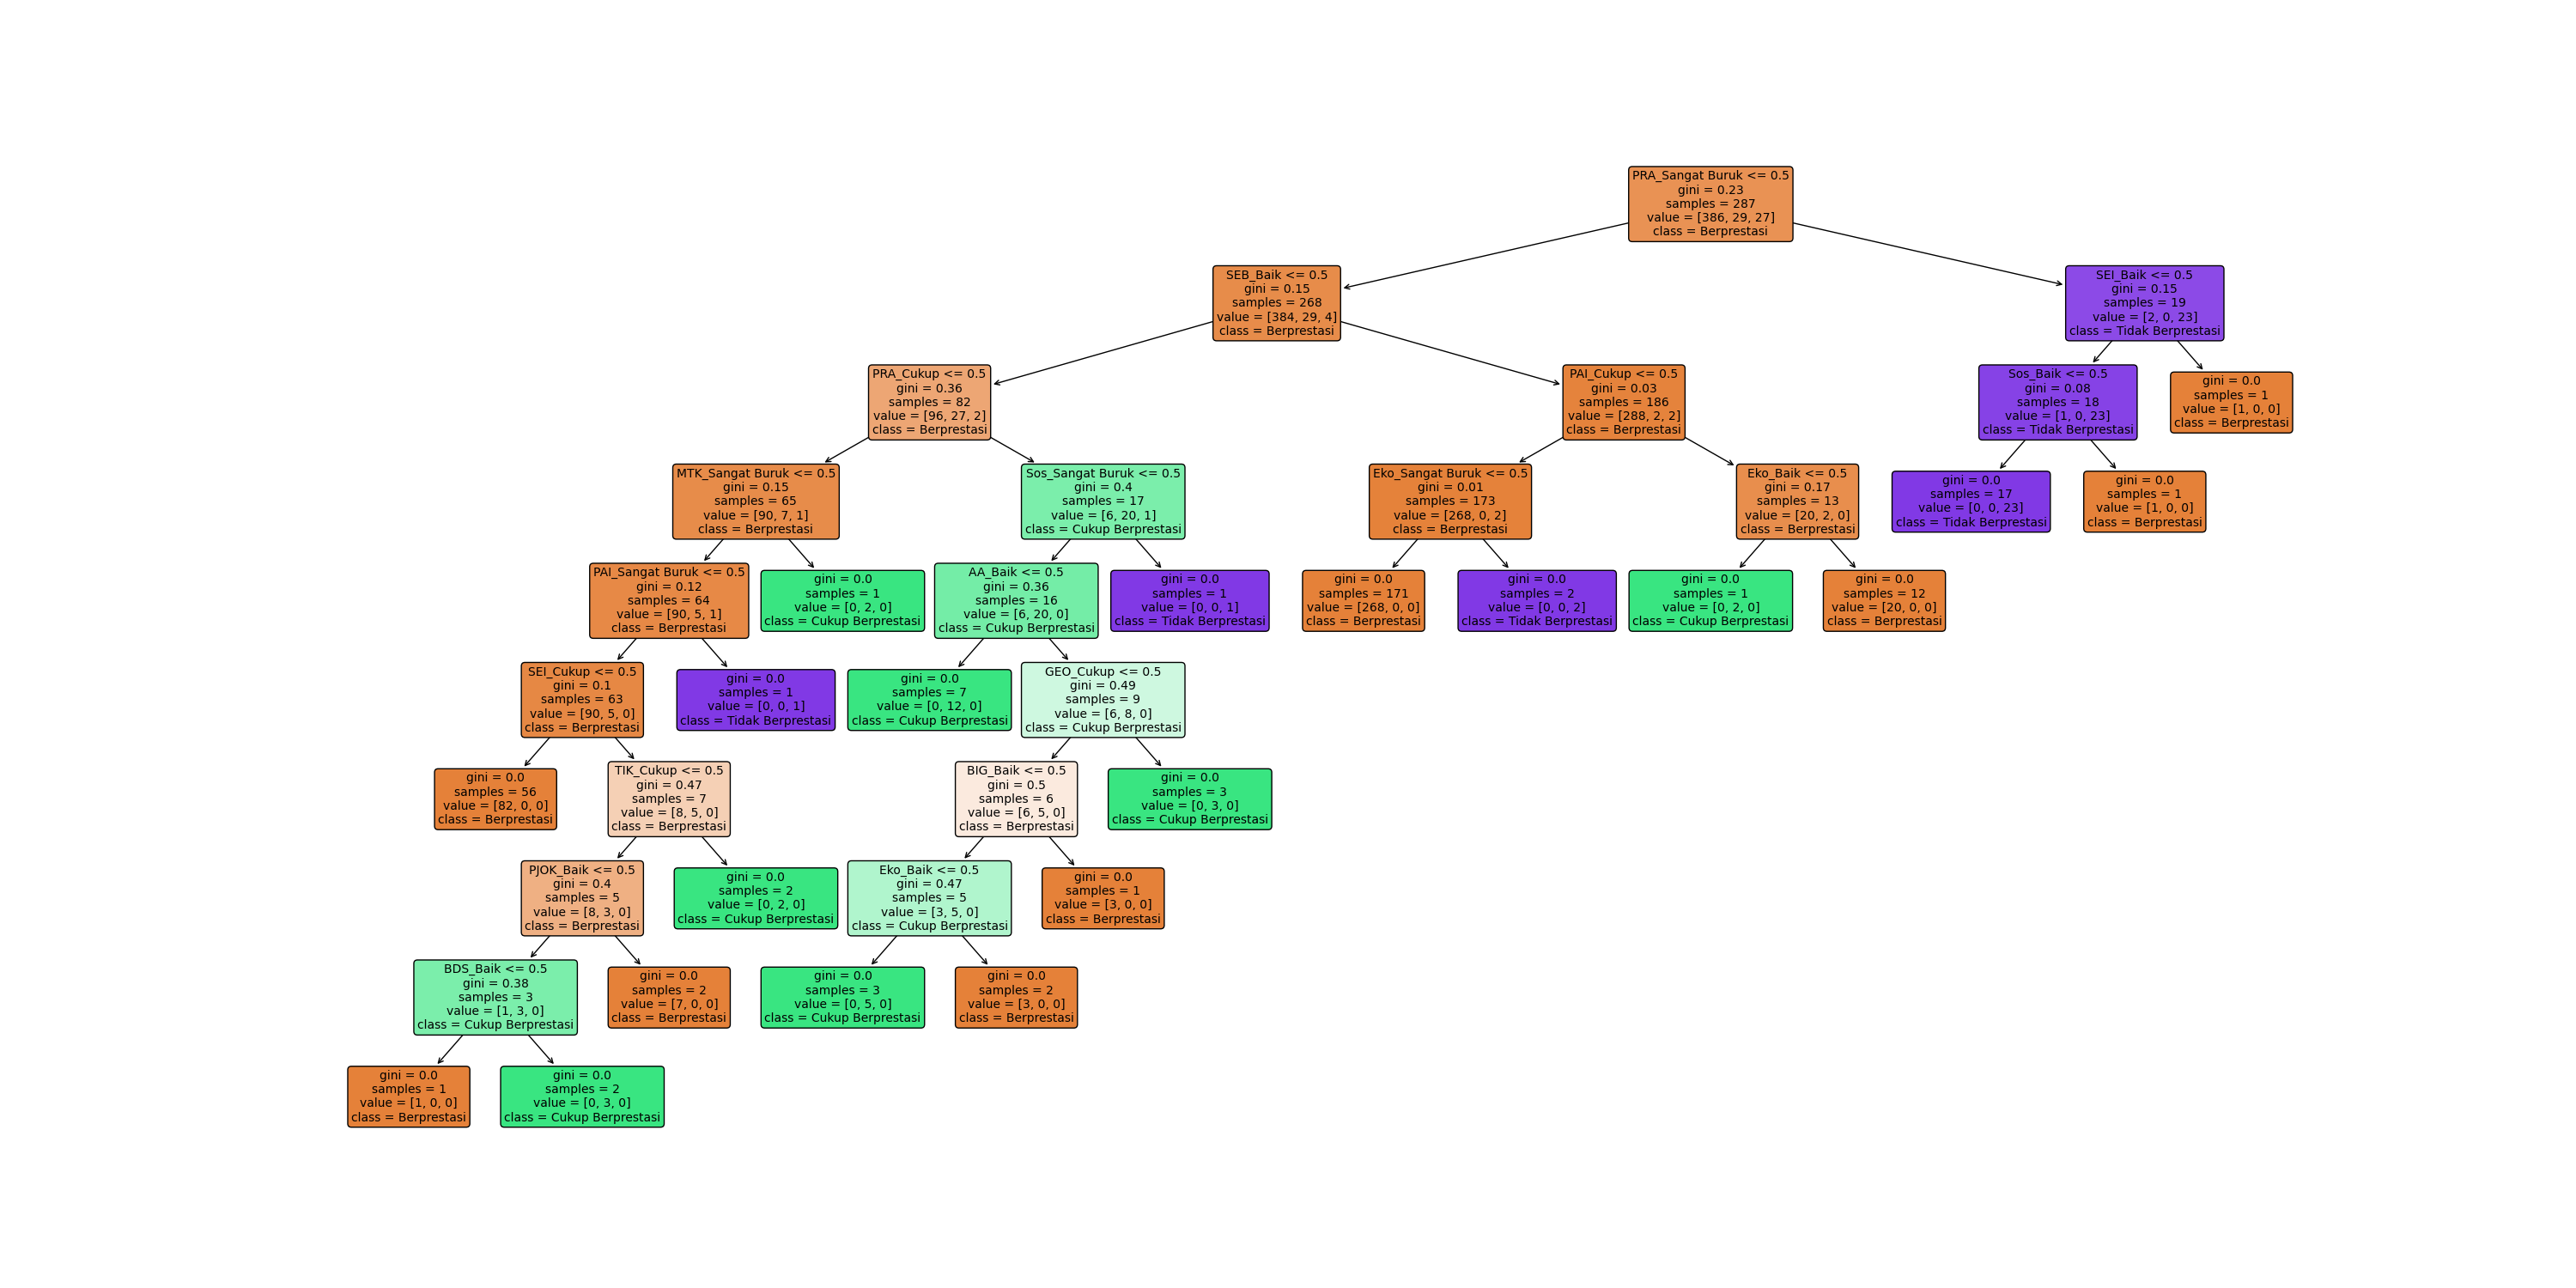 PRA_Sangat Buruk <= 0.5
gini = 0.23
samples = 287
value = [386, 29, 27]
class = Berprestasi
SEB_Baik <= 0.5
gini = 0.15
samples = 268
value = [384, 29, 4]
class = Berprestasi
SEI_Baik <= 0.5
gini = 0.15
samples = 19
value = [2, 0, 23]
class = Tidak Berprestasi
PRA_Cukup <= 0.5
gini = 0.36
samples = 82
value = [96, 27, 2]
class = Berprestasi
PAI_Cukup <= 0.5
gini = 0.03
samples = 186
value = [288, 2, 2]
class = Berprestasi
Sos_Baik <= 0.5
gini = 0.08
samples = 18
value = [1, 0, 23]
class = Tidak Berprestasi
gini = 0.0
samples = 1
value = [1, 0, 0]
class = Berprestasi
MTK_Sangat Buruk <= 0.5
gini = 0.15
samples = 65
value = [90, 7, 1]
class = Berprestasi
Sos_Sangat Buruk <= 0.5
gini = 0.4
samples = 17
value = [6, 20, 1]
class = Cukup Berprestasi
Eko_Sangat Buruk <= 0.5
gini = 0.01
samples = 173
value = [268, 0, 2]
class = Berprestasi
Eko_Baik <= 0.5
gini = 0.17
samples = 13
value = [20, 2, 0]
class = Berprestasi
gini = 0.0
samples = 17
value = [0, 0, 23]
class = Tidak Berprestasi
gini = 0.0
samples = 1
value = [1, 0, 0]
class = Berprestasi
PAI_Sangat Buruk <= 0.5
gini = 0.12
samples = 64
value = [90, 5, 1]
class = Berprestasi
gini = 0.0
samples = 1
value = [0, 2, 0]
class = Cukup Berprestasi
AA_Baik <= 0.5
gini = 0.36
samples = 16
value = [6, 20, 0]
class = Cukup Berprestasi
gini = 0.0
samples = 1
value = [0, 0, 1]
class = Tidak Berprestasi
gini = 0.0
samples = 171
value = [268, 0, 0]
class = Berprestasi
gini = 0.0
samples = 2
value = [0, 0, 2]
class = Tidak Berprestasi
gini = 0.0
samples = 1
value = [0, 2, 0]
class = Cukup Berprestasi
gini = 0.0
samples = 12
value = [20, 0, 0]
class = Berprestasi
SEI_Cukup <= 0.5
gini = 0.1
samples = 63
value = [90, 5, 0]
class = Berprestasi
gini = 0.0
samples = 1
value = [0, 0, 1]
class = Tidak Berprestasi
gini = 0.0
samples = 7
value = [0, 12, 0]
class = Cukup Berprestasi
GEO_Cukup <= 0.5
gini = 0.49
samples = 9
value = [6, 8, 0]
class = Cukup Berprestasi
gini = 0.0
samples = 56
value = [82, 0, 0]
class = Berprestasi
TIK_Cukup <= 0.5
gini = 0.47
samples = 7
value = [8, 5, 0]
class = Berprestasi
BIG_Baik <= 0.5
gini = 0.5
samples = 6
value = [6, 5, 0]
class = Berprestasi
gini = 0.0
samples = 3
value = [0, 3, 0]
class = Cukup Berprestasi
PJOK_Baik <= 0.5
gini = 0.4
samples = 5
value = [8, 3, 0]
class = Berprestasi
gini = 0.0
samples = 2
value = [0, 2, 0]
class = Cukup Berprestasi
Eko_Baik <= 0.5
gini = 0.47
samples = 5
value = [3, 5, 0]
class = Cukup Berprestasi
gini = 0.0
samples = 1
value = [3, 0, 0]
class = Berprestasi
BDS_Baik <= 0.5
gini = 0.38
samples = 3
value = [1, 3, 0]
class = Cukup Berprestasi
gini = 0.0
samples = 2
value = [7, 0, 0]
class = Berprestasi
gini = 0.0
samples = 3
value = [0, 5, 0]
class = Cukup Berprestasi
gini = 0.0
samples = 2
value = [3, 0, 0]
class = Berprestasi
gini = 0.0
samples = 1
value = [1, 0, 0]
class = Berprestasi
gini = 0.0
samples = 2
value = [0, 3, 0]
class = Cukup Berprestasi